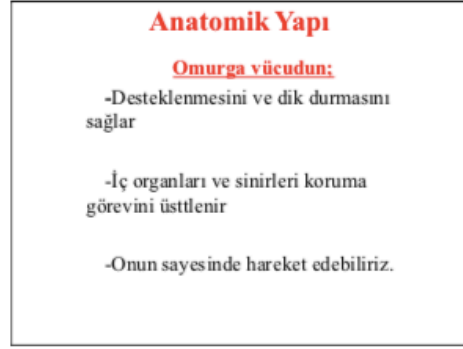 Anatomik Yapı
Omurga vücudun;
-Desteklenmesini ve dik durmasını
sağlar
-İç organları ve sinirleri koruma
görevini üsttlenir
-Onun sayesinde hareket edebiliriz.